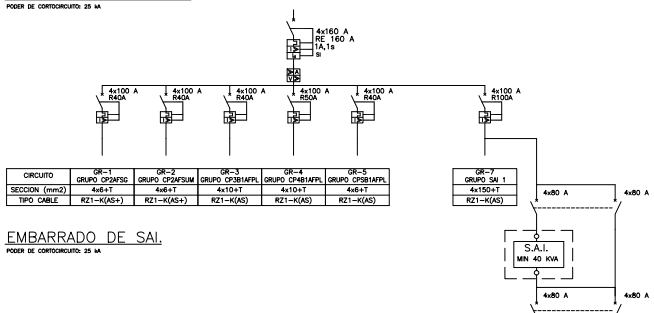 PODER DE CORTOCIRCUITO: 25 kA
4x160 A
RE 160 A
1A,1s
SI
4x100 A
R40A
4x100 A
R40A
4x100 A
R40A
4x100 A
R50A
4x100 A
R40A
4x100 A
R100A
CIRCUITO GR-1 GR-2 GR-3 GR-4 GR-5 GR-7
GRUPO CP2AFSG GRUPO CP2AFSUM GRUPO CP3B1AFPL GRUPO CP4B1AFPL GRUPO CP5B1AFPL GRUPO SAI 1
SECCION (mm2) 4x6+T 4x6+T 4x10+T 4x10+T 4x6+T 4x150+T
TIPO CABLE RZ1-K(AS+) RZ1-K(AS+) RZ1-K(AS) RZ1-K(AS) RZ1-K(AS) RZ1-K(AS)
4x80 A 4x80 A
EMBARRADO DE SAI.
PODER DE CORTOCIRCUITO: 25 kA
S.A.I.
MIN 40 KVA
4x80 A 4x80 A